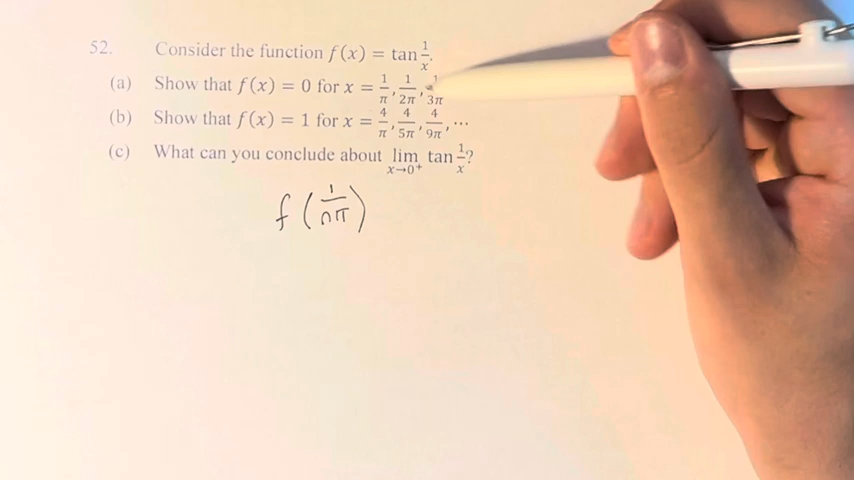 52. Consider the function f(x) = tan 1/x.
(a) Show that f(x) = 0 for x = 1/π, 1/2π, 1/3π
(b) Show that f(x) = 1 for x = 4/π, 4/5π, 4/9π, ⋯
(c) What can you conclude about lim x→0⁺ tan 1/x?
f(1/nπ)